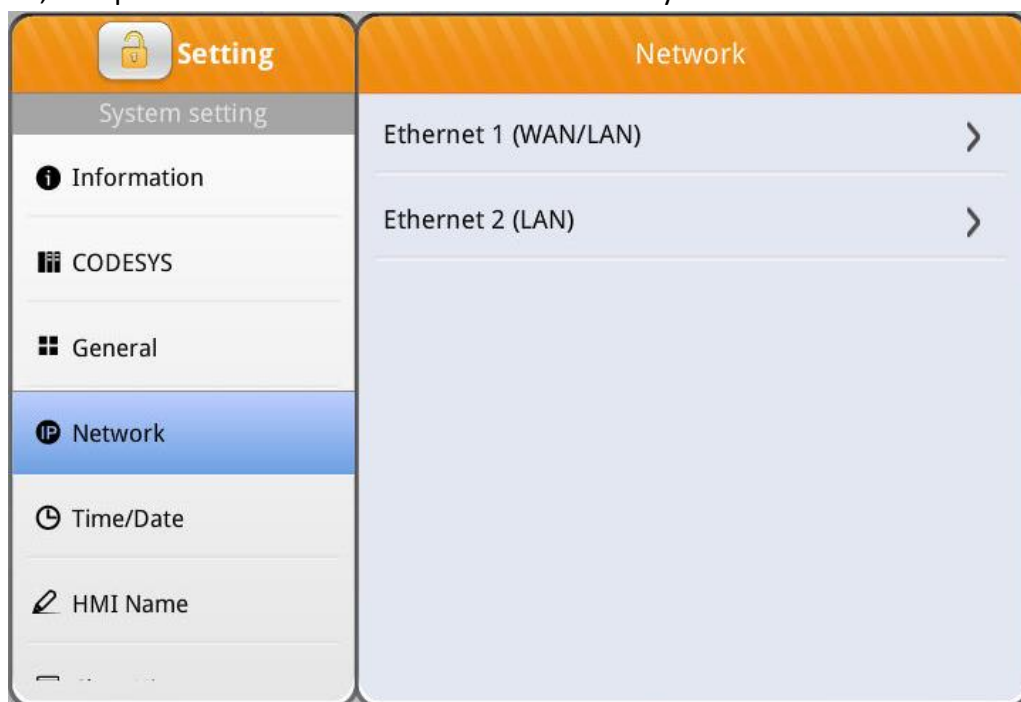 Setting
System setting
Information
CODESYS
General
Network
Time/Date
HMI Name
Network
Ethernet 1 (WAN/LAN)
Ethernet 2 (LAN)